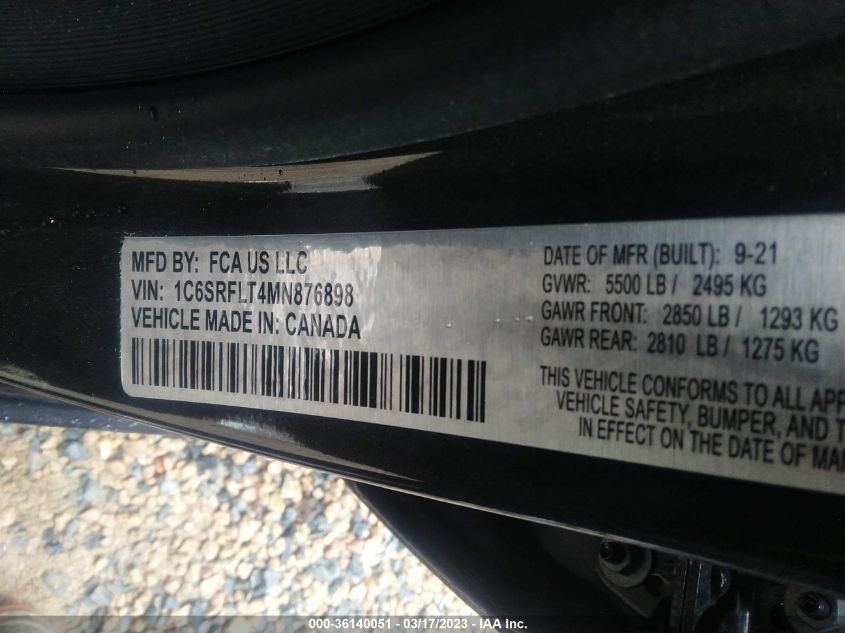 MFD BY: FCA US LLC
VIN: 1C6SRFLT4MN876898
VEHICLE MADE IN: CANADA
DATE OF MFR (BUILT): 9-21
GVWR: 5500 LB / 2495 KG
GAWR FRONT: 2850 LB / 1293 KG
GAWR REAR: 2810 LB / 1275 KG
THIS VEHICLE CONFORMS TO ALL APP
VEHICLE SAFETY, BUMPER, AND T
IN EFFECT ON THE DATE OF MA
000-36140051 - 03/17/2023 - IAA Inc.